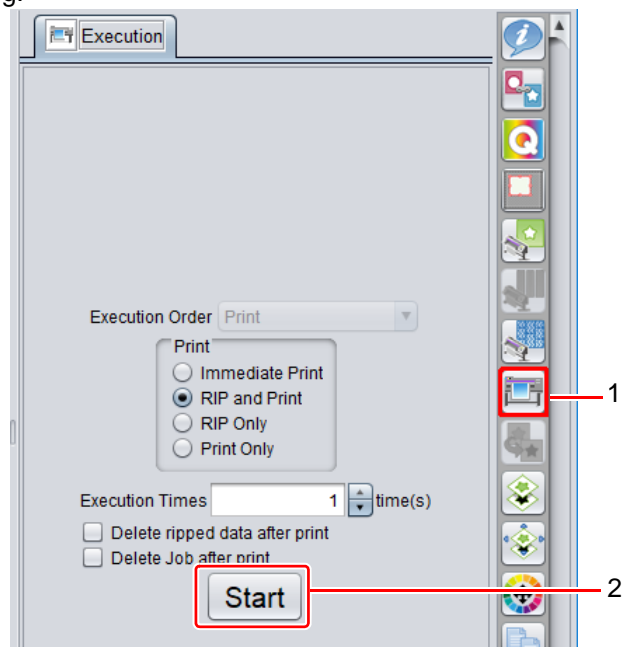 g.
Execution
Execution Order Print
Print
Immediate Print
RIP and Print
RIP Only
Print Only
1
Execution Times 1 time(s)
Delete ripped data after print
Delete Job after print
Start
2